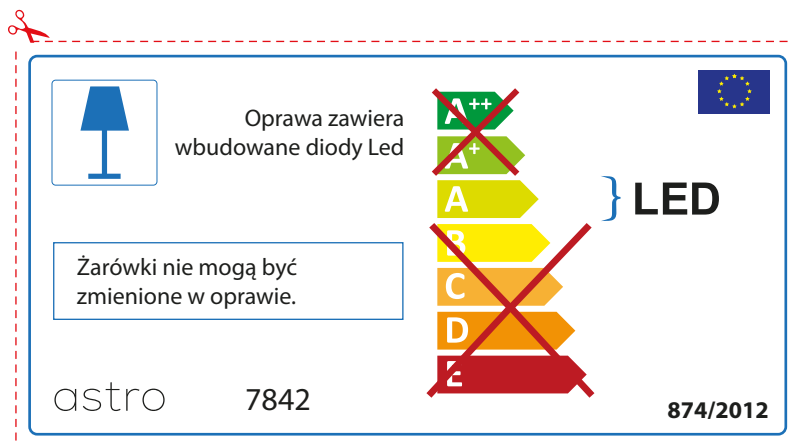 Oprawa zawiera
wbudowane diody Led
A++
A+
A
B
C
D
E
LED
Żarówki nie mogą być
zmienione w oprawie.
astro
7842
874/2012